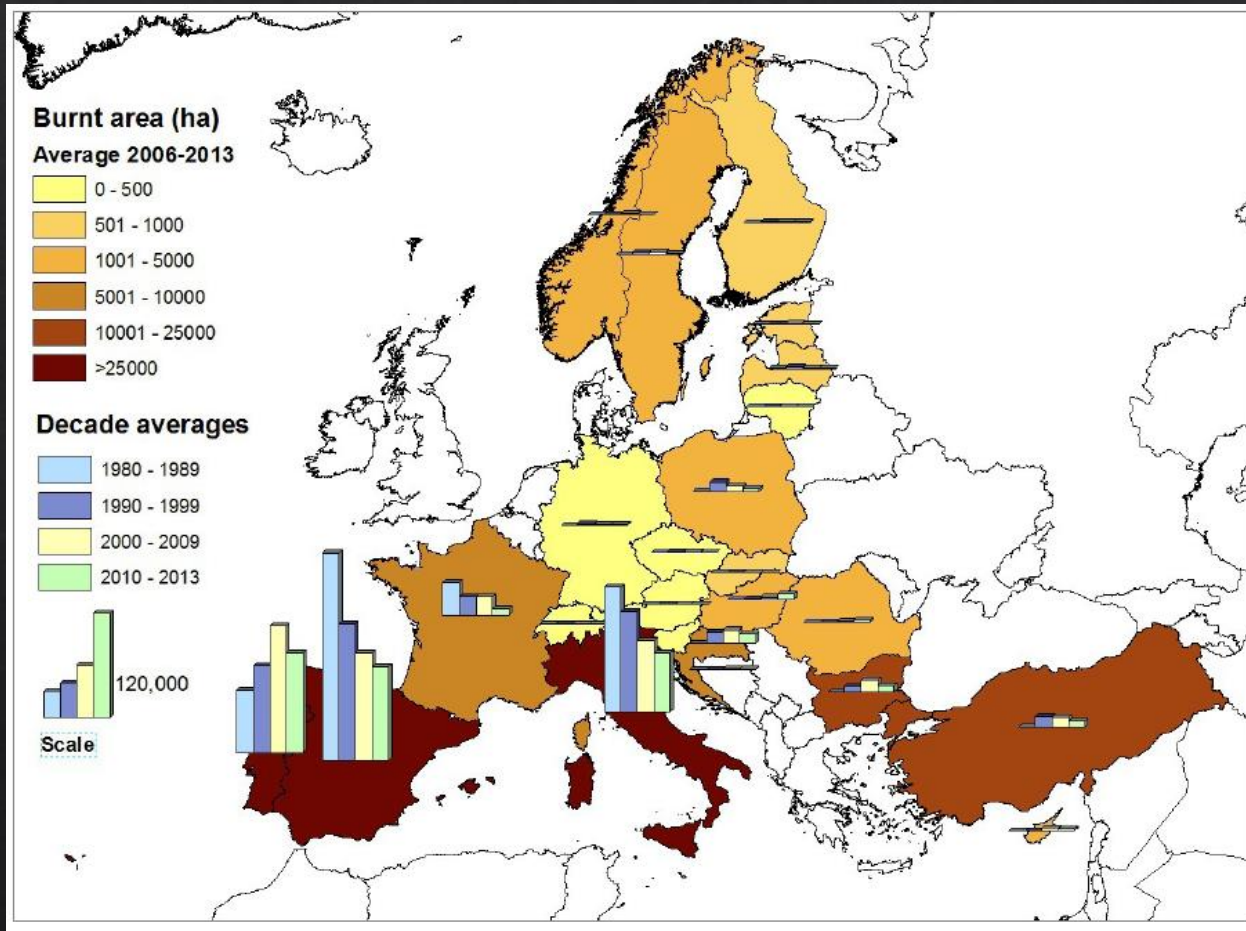 Burnt area (ha)
Average 2006-2013
0 - 500
501 - 1000
1001 - 5000
5001 - 10000
10001 - 25000
>25000
Decade averages
1980 - 1989
1990 - 1999
2000 - 2009
2010 - 2013
120,000
Scale